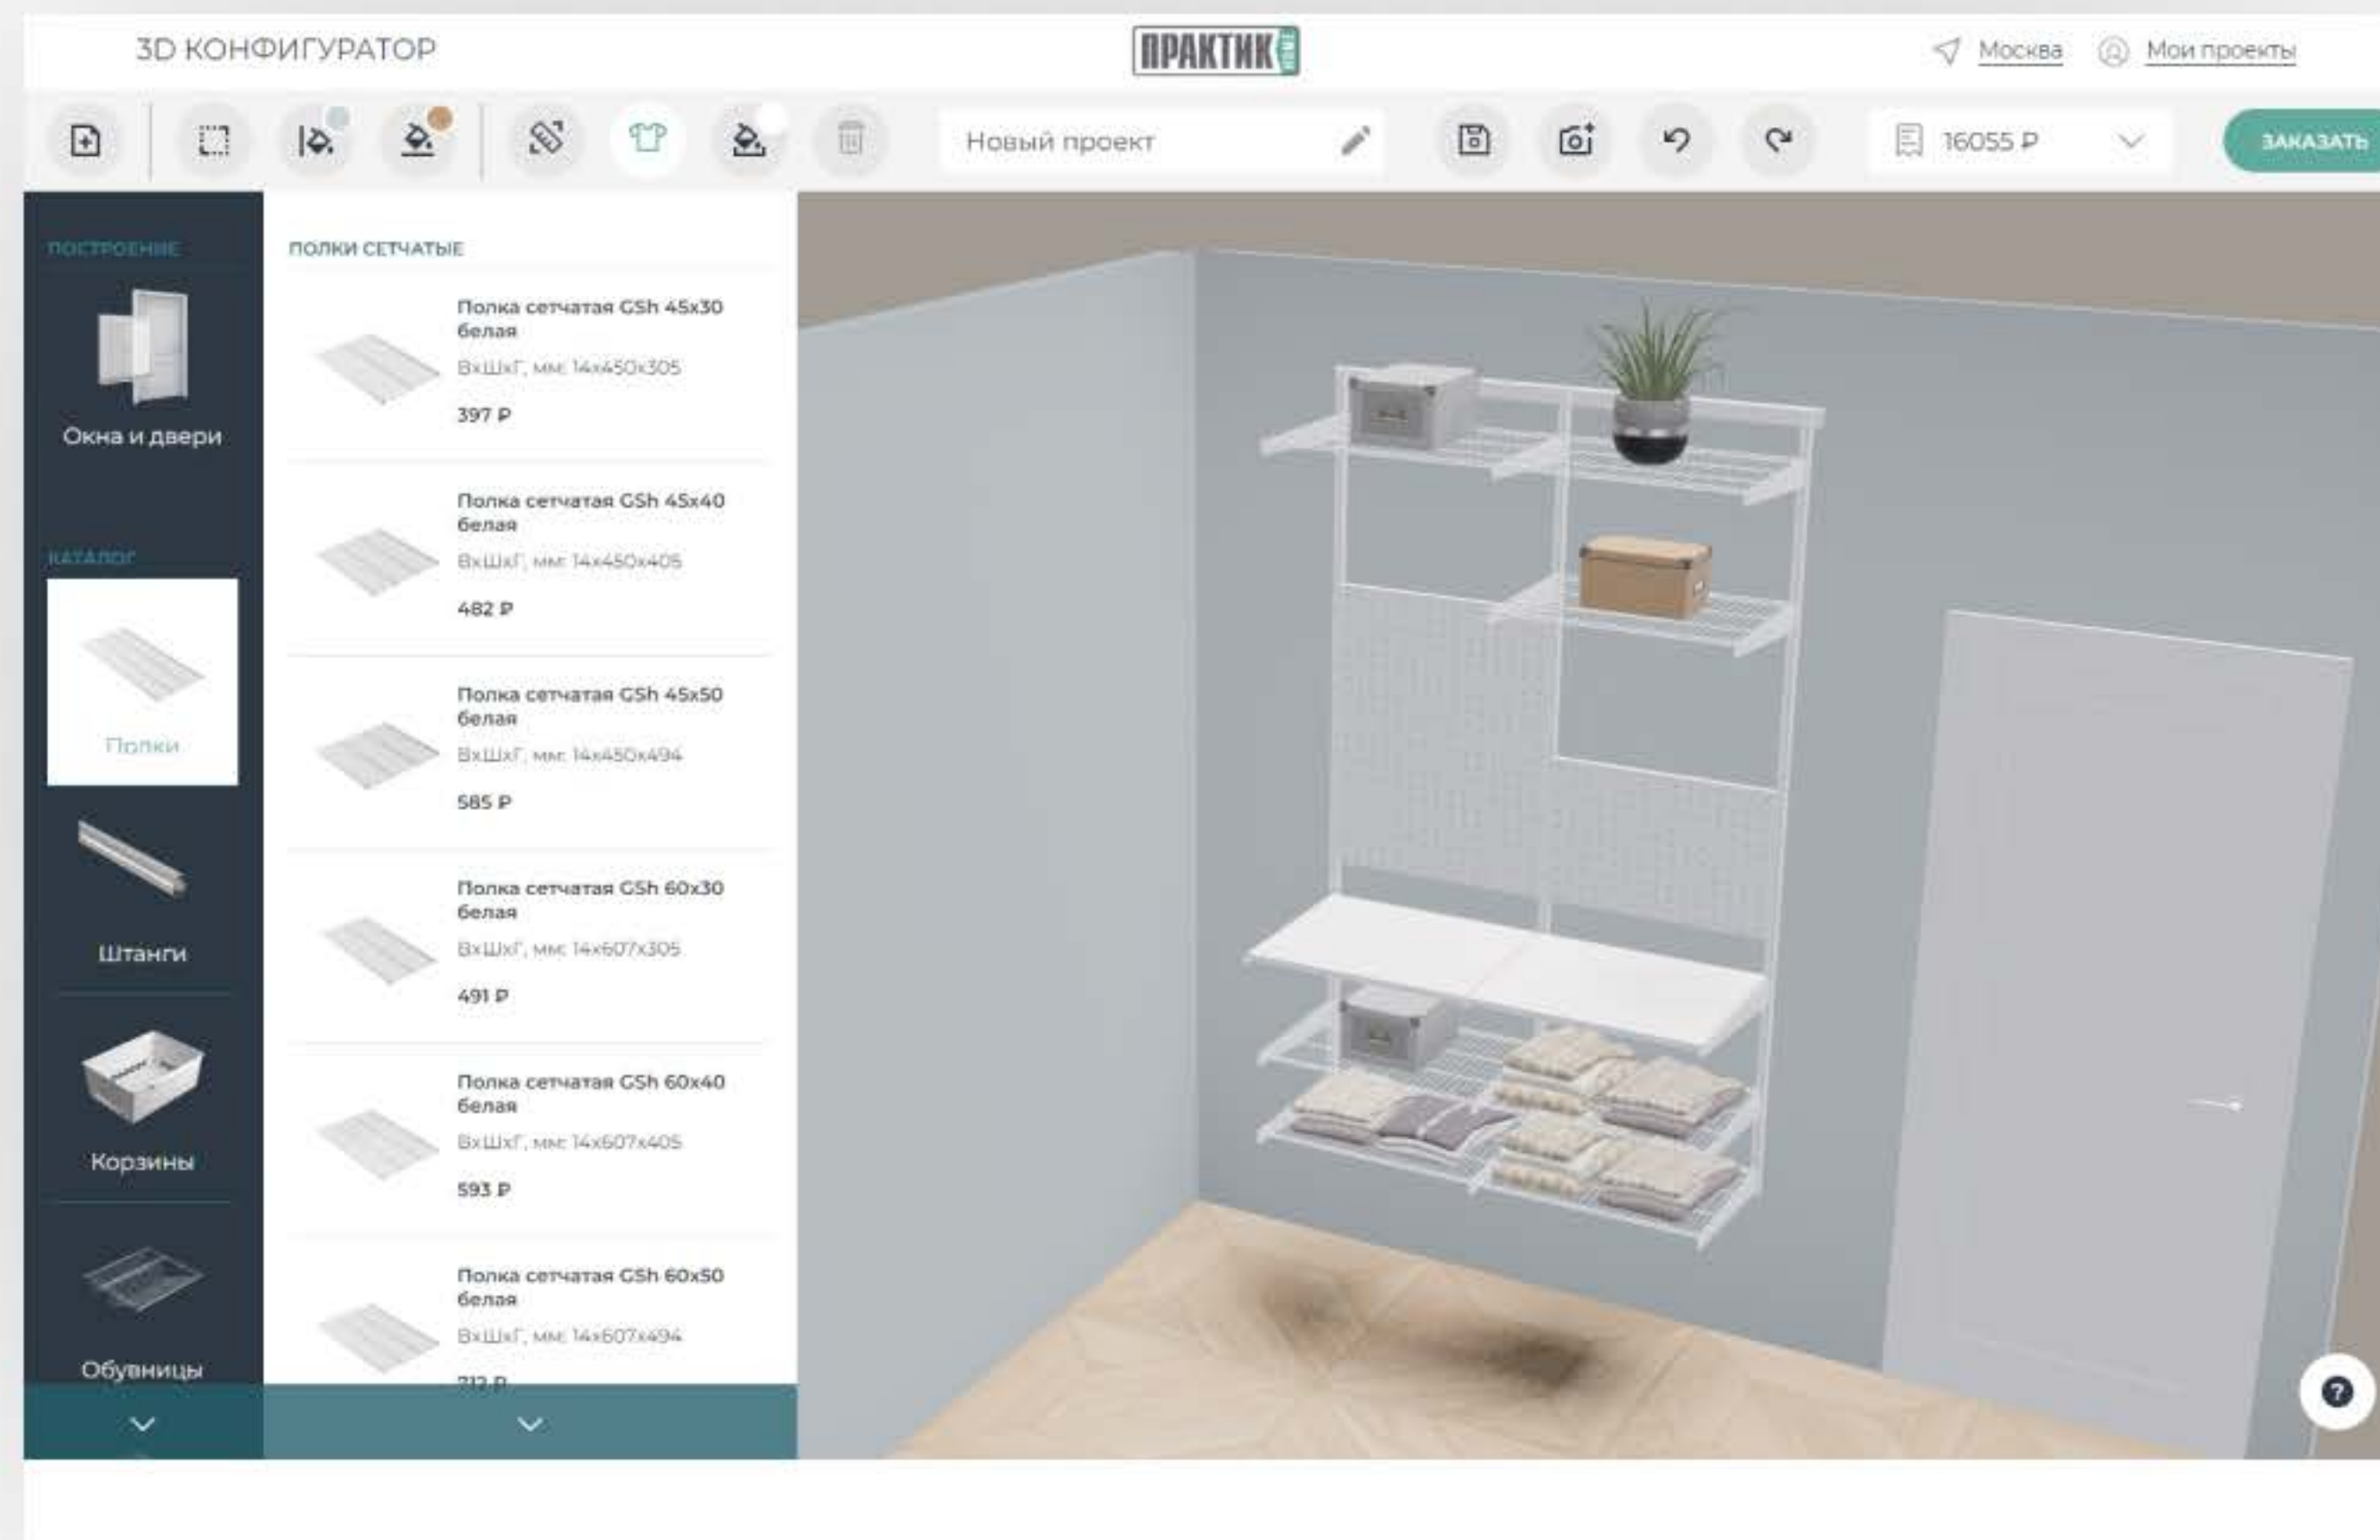 3D КОНФИГУРАТОР
ПРАКТИК HOME
Москва
Мои проекты
Новый проект
16055 ₽
ЗАКАЗАТЬ
ПОСТРОЕНИЕ
Окна и двери
КАТАЛОГ
Полки
Штанги
Корзины
Обувницы
ПОЛКИ СЕТЧАТЫЕ
Полка сетчатая GSh 45x30
белая
ВхШхГ, мм: 14x450x305
397 ₽
Полка сетчатая GSh 45x40
белая
ВхШхГ, мм: 14x450x405
482 ₽
Полка сетчатая GSh 45x50
белая
ВхШхГ, мм: 14x450x494
585 ₽
Полка сетчатая GSh 60x30
белая
ВхШхГ, мм: 14x607x305
491 ₽
Полка сетчатая GSh 60x40
белая
ВхШхГ, мм: 14x607x405
593 ₽
Полка сетчатая GSh 60x50
белая
ВхШхГ, мм: 14x607x494
712 ₽
?